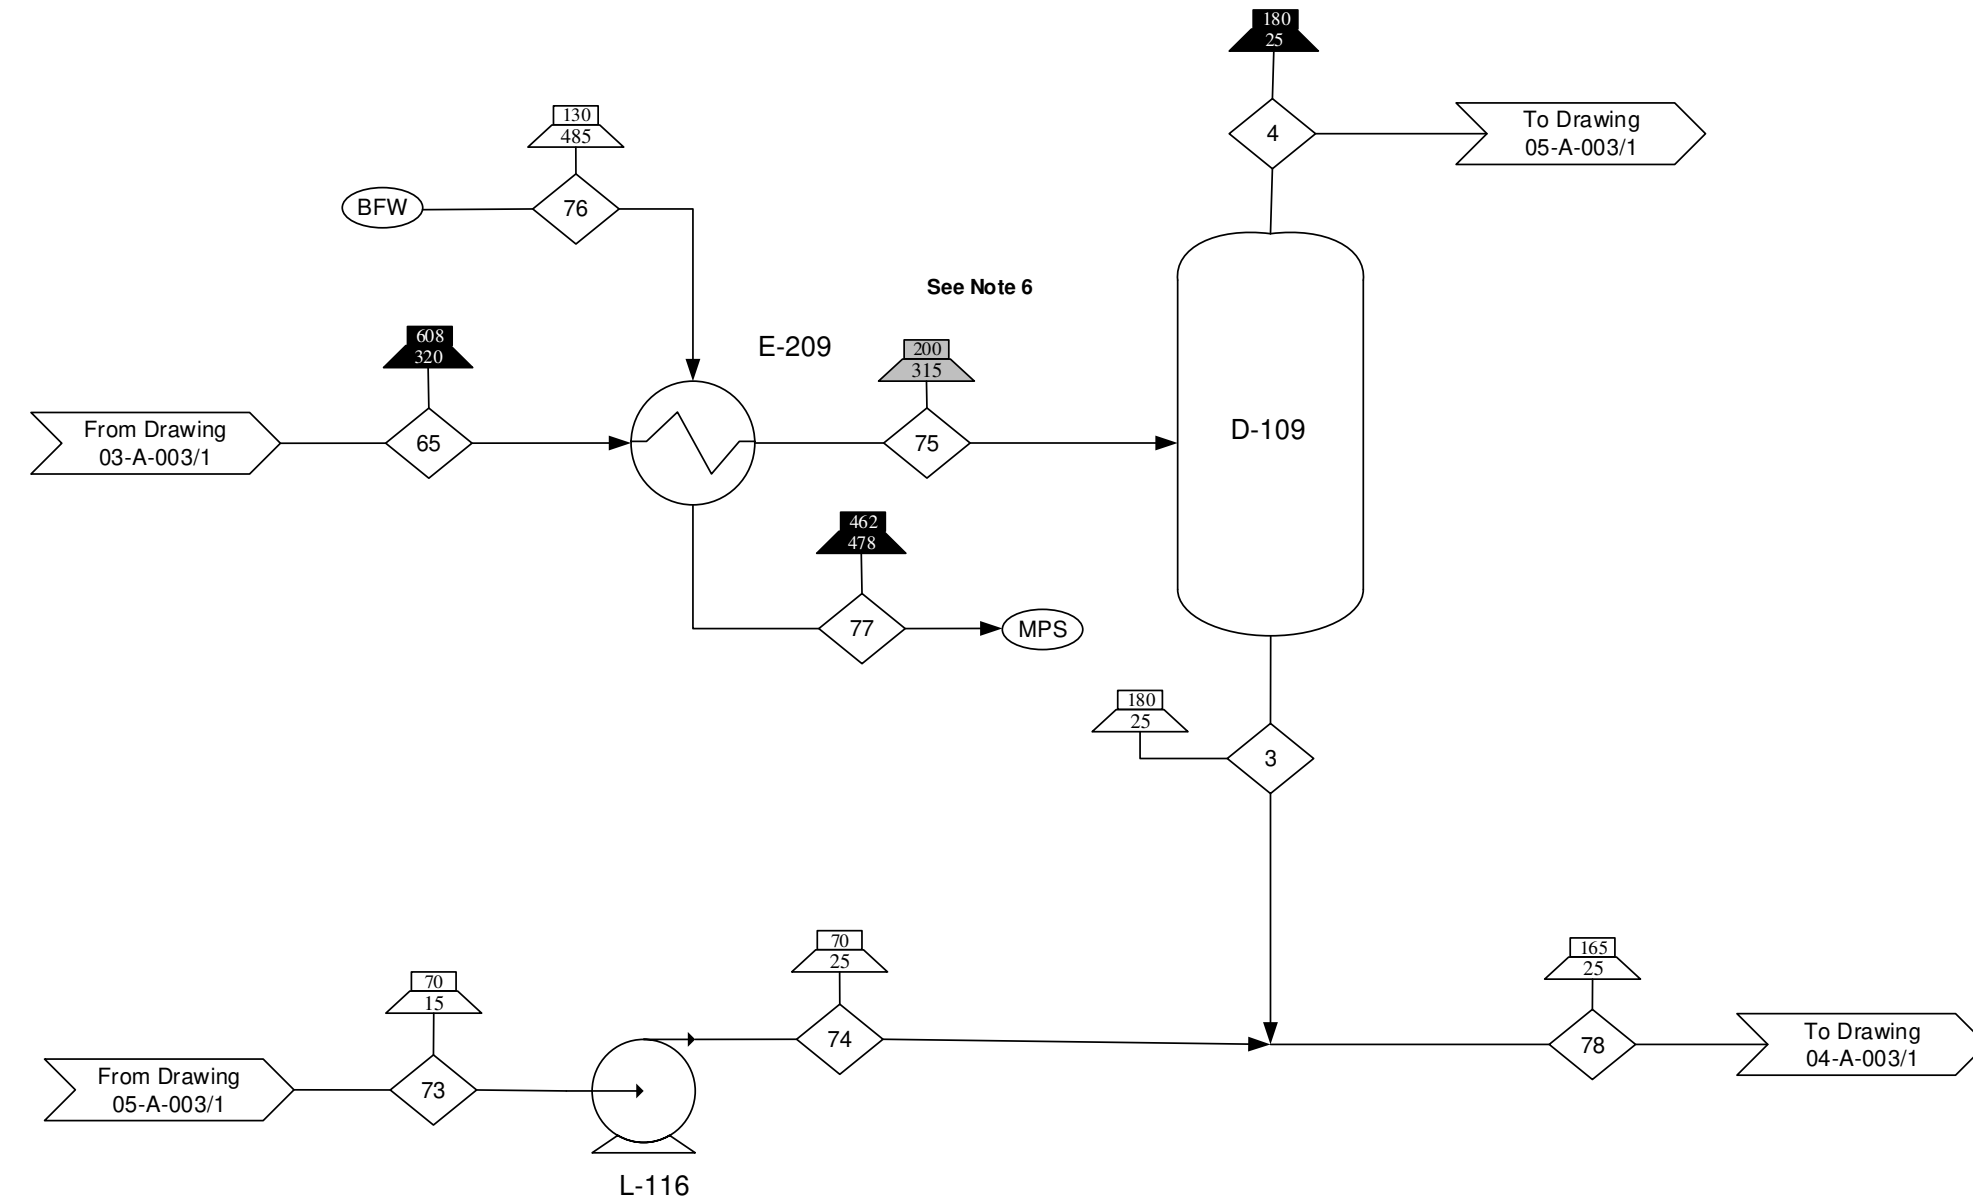 180
25
4
To Drawing
05-A-003/1
130
485
BFW
76
See Note 6
E-209
608
320
200
315
From Drawing
03-A-003/1
65
75
D-109
462
478
77
MPS
180
25
3
70
25
165
25
70
15
74
78
To Drawing
04-A-003/1
From Drawing
05-A-003/1
73
L-116